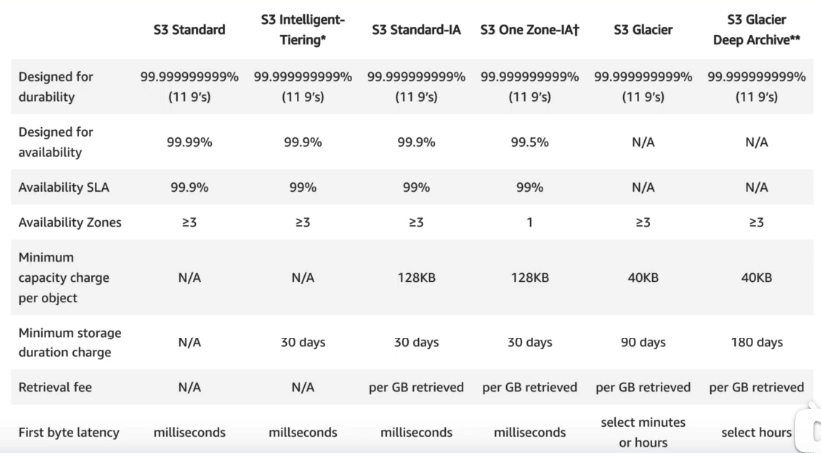 S3 Standard S3 Intelligent-Tiering* S3 Standard-IA S3 One Zone-IA† S3 Glacier S3 Glacier Deep Archive**
Designed for durability 99.999999999% (11 9's) 99.999999999% (11 9's) 99.999999999% (11 9's) 99.999999999% (11 9's) 99.999999999% (11 9's) 99.999999999% (11 9's)
Designed for availability 99.99% 99.9% 99.9% 99.5% N/A N/A
Availability SLA 99.9% 99% 99% 99% N/A N/A
Availability Zones ≥3 ≥3 ≥3 1 ≥3 ≥3
Minimum capacity charge per object N/A N/A 128KB 128KB 40KB 40KB
Minimum storage duration charge N/A 30 days 30 days 30 days 90 days 180 days
Retrieval fee N/A N/A per GB retrieved per GB retrieved per GB retrieved per GB retrieved
First byte latency milliseconds millseconds milliseconds milliseconds select minutes or hours select hours